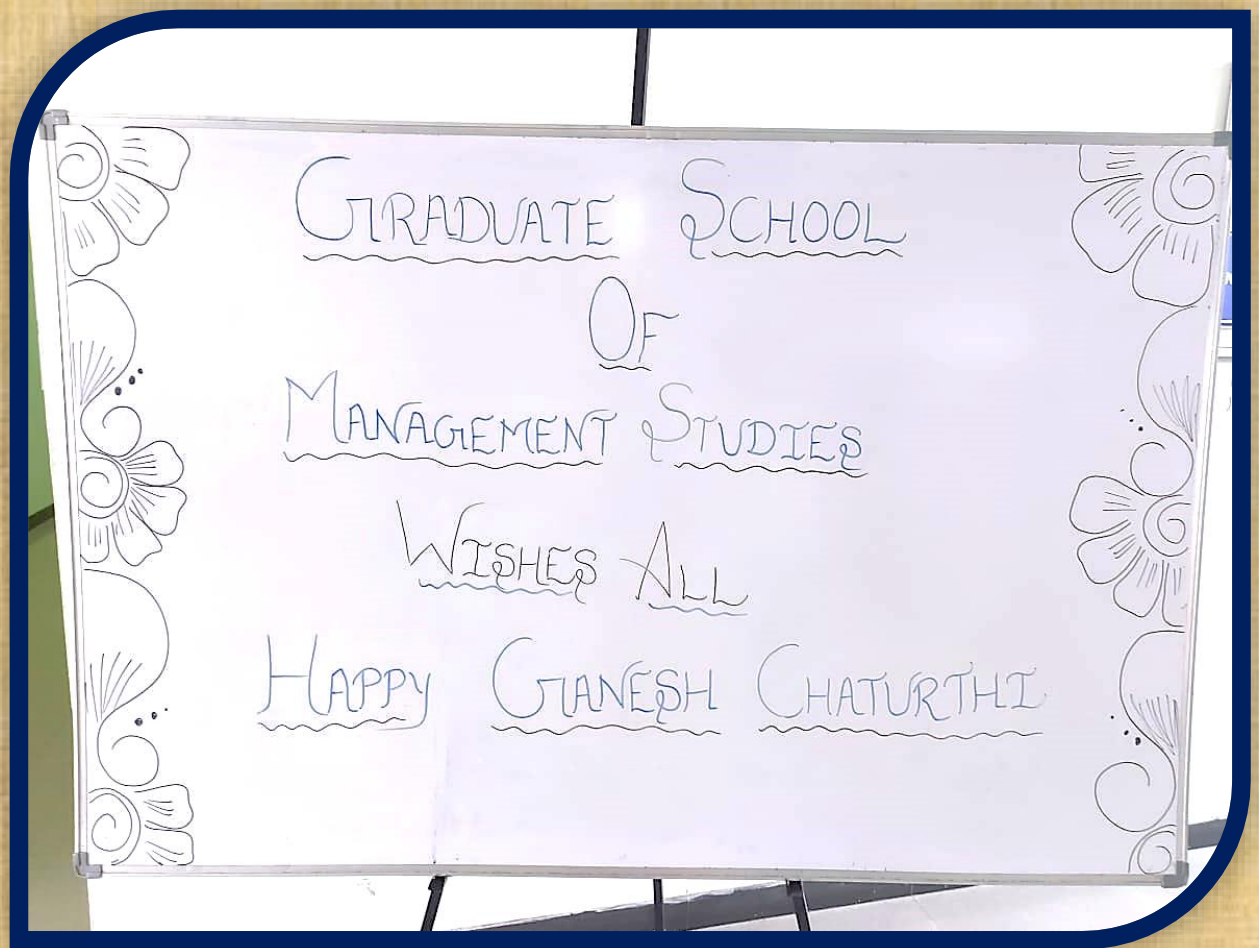 GRADUATE SCHOOL
OF
MANAGEMENT STUDIES
WISHES ALL
HAPPY GANESH CHATURTHI